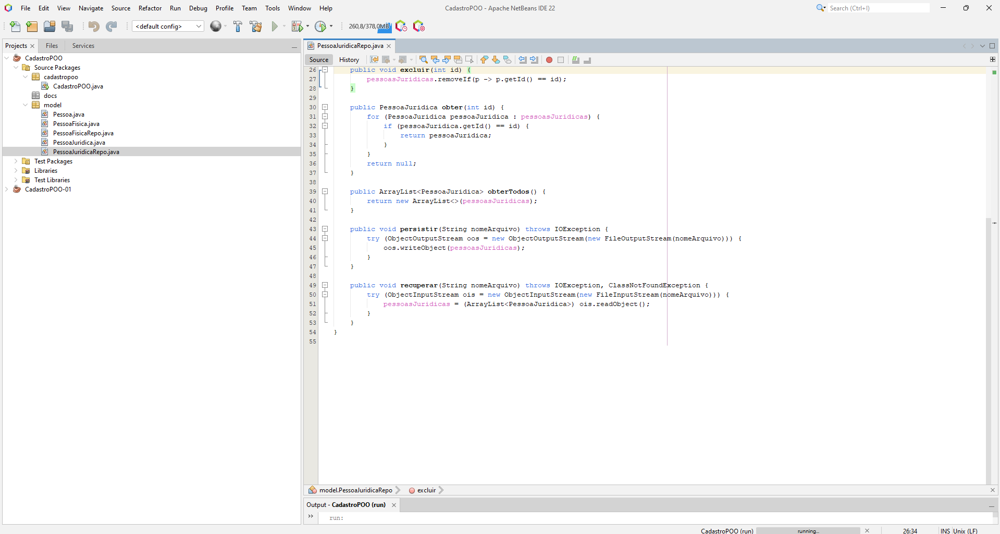 File Edit View Navigate Source Refactor Run Debug Profile Team Tools Window Help
CadastroPOO - Apache NetBeans IDE 22
Search (Ctrl+I)
<default config>
260,8/378,0MB
Projects Files Services
CadastroPOO
Source Packages
cadastropoo
CadastroPOO.java
docs
model
Pessoa.java
PessoaFisica.java
PessoaFisicaRepo.java
PessoaJuridica.java
PessoaJuridicaRepo.java
Test Packages
Libraries
Test Libraries
CadastroPOO-01
PessoaJuridicaRepo.java
Source History
26 public void excluir(int id) {
27 pessoasJuridicas.removeIf(p -> p.getId() == id);
28 }
29
30 public PessoaJuridica obter(int id) {
31 for (PessoaJuridica pessoaJuridica : pessoasJuridicas) {
32 if (pessoaJuridica.getId() == id) {
33 return pessoaJuridica;
34 }
35 }
36 return null;
37 }
38
39 public ArrayList<PessoaJuridica> obterTodos() {
40 return new ArrayList<>(pessoasJuridicas);
41 }
42
43 public void persistir(String nomeArquivo) throws IOException {
44 try (ObjectOutputStream oos = new ObjectOutputStream(new FileOutputStream(nomeArquivo))) {
45 oos.writeObject(pessoasJuridicas);
46 }
47 }
48
49 public void recuperar(String nomeArquivo) throws IOException, ClassNotFoundException {
50 try (ObjectInputStream ois = new ObjectInputStream(new FileInputStream(nomeArquivo))) {
51 pessoasJuridicas = (ArrayList<PessoaJuridica>) ois.readObject();
52 }
53 }
54 }
55
model.PessoaJuridicaRepo excluir
Output - CadastroPOO (run)
run:
CadastroPOO (run) running... 26:34 INS Unix (LF)